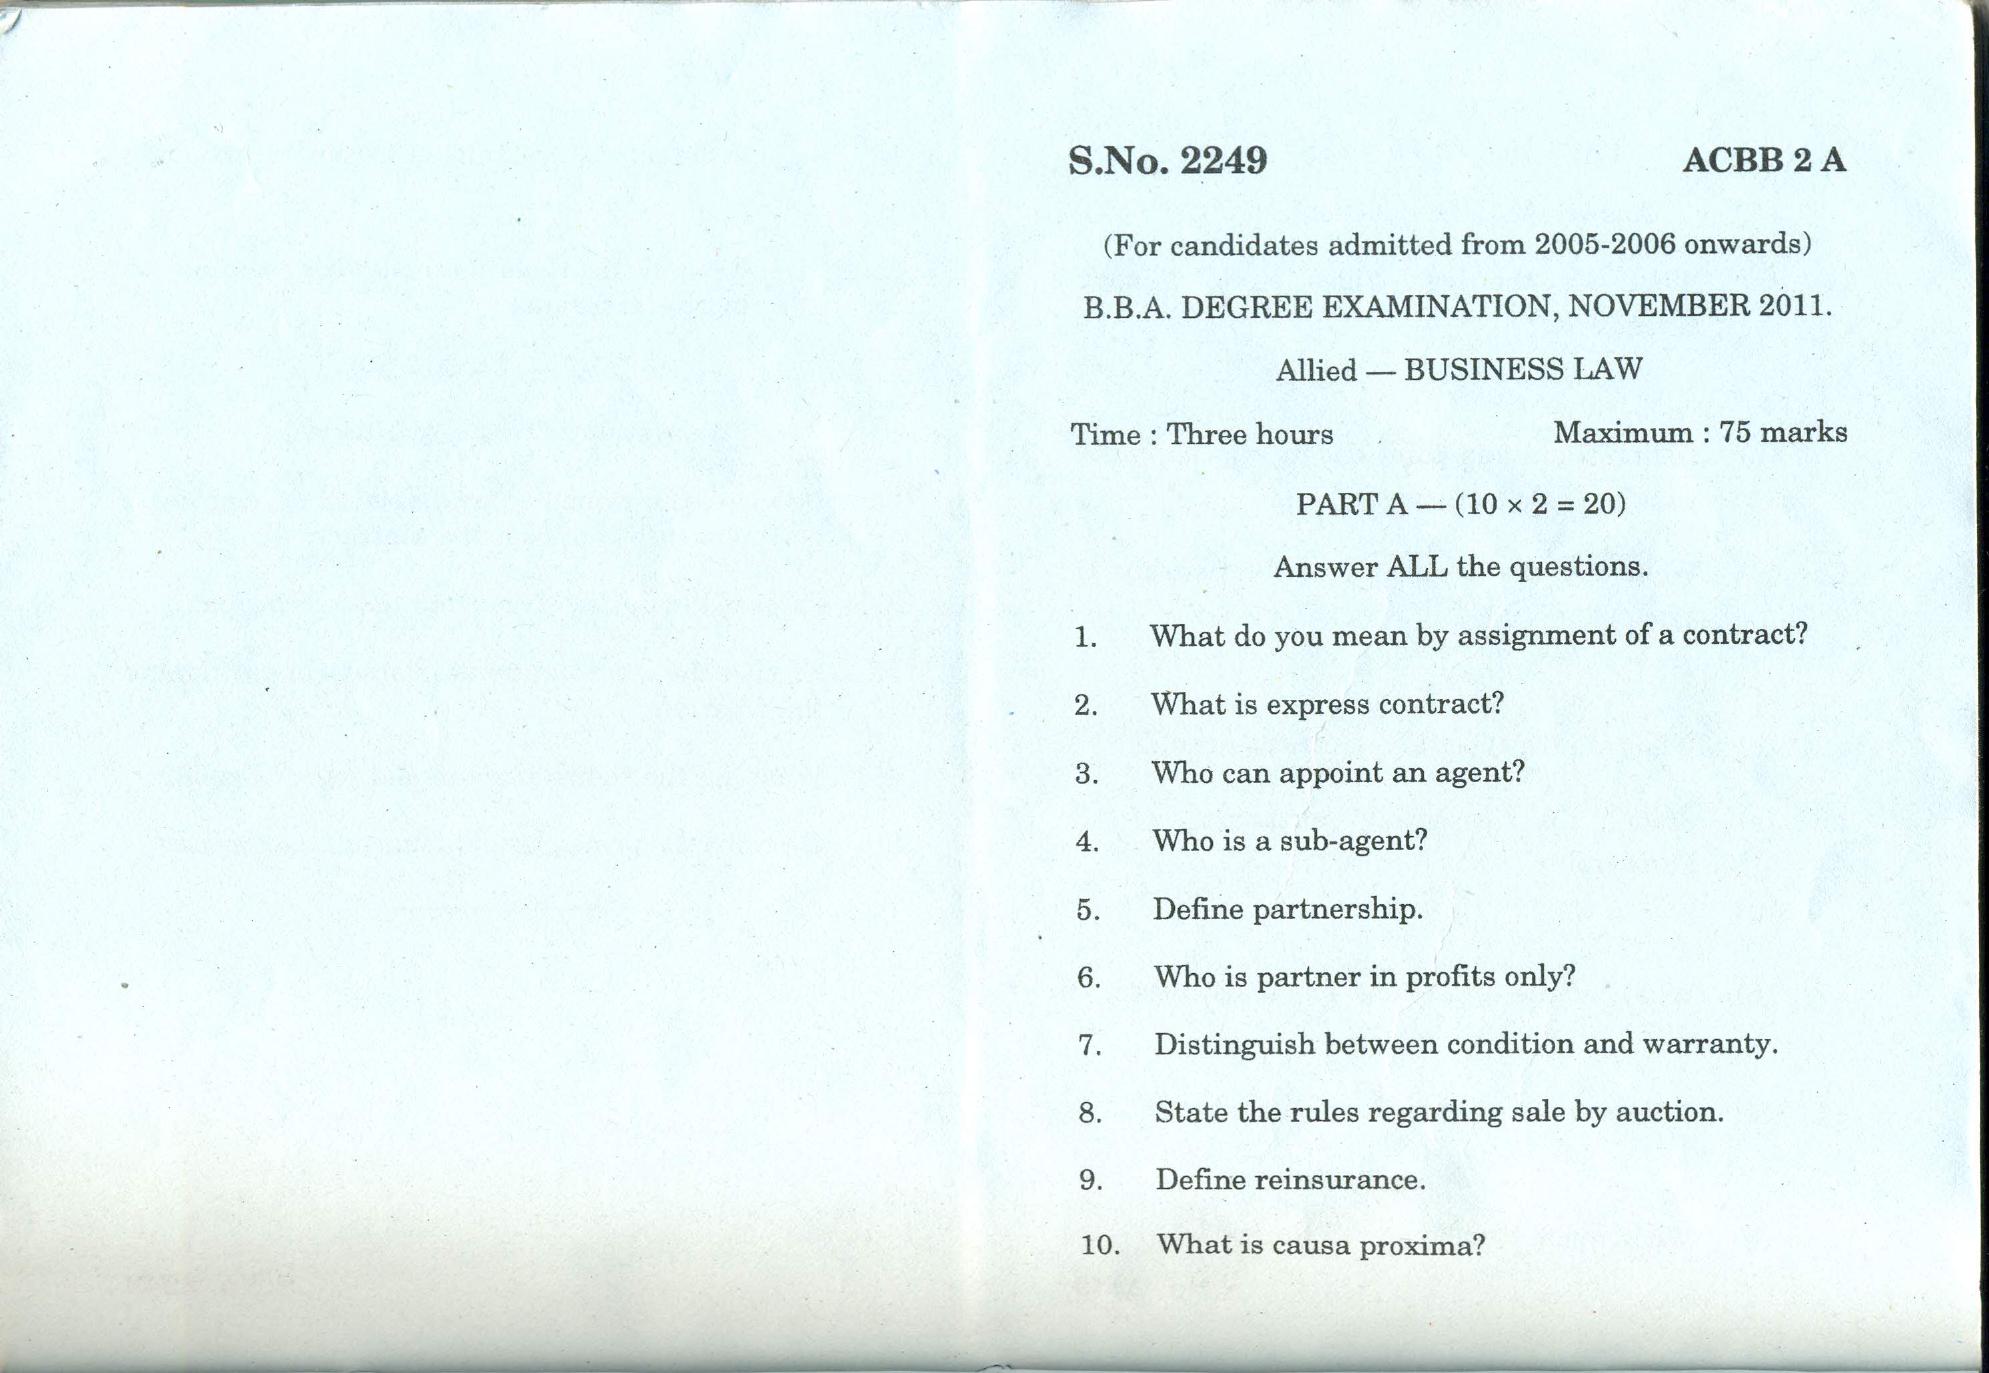 S.No. 2249 ACBB 2 A
(For candidates admitted from 2005-2006 onwards)
B.B.A. DEGREE EXAMINATION, NOVEMBER 2011.
Allied — BUSINESS LAW
Time : Three hours Maximum : 75 marks
PART A — (10 × 2 = 20)
Answer ALL the questions.
1. What do you mean by assignment of a contract?
2. What is express contract?
3. Who can appoint an agent?
4. Who is a sub-agent?
5. Define partnership.
6. Who is partner in profits only?
7. Distinguish between condition and warranty.
8. State the rules regarding sale by auction.
9. Define reinsurance.
10. What is causa proxima?